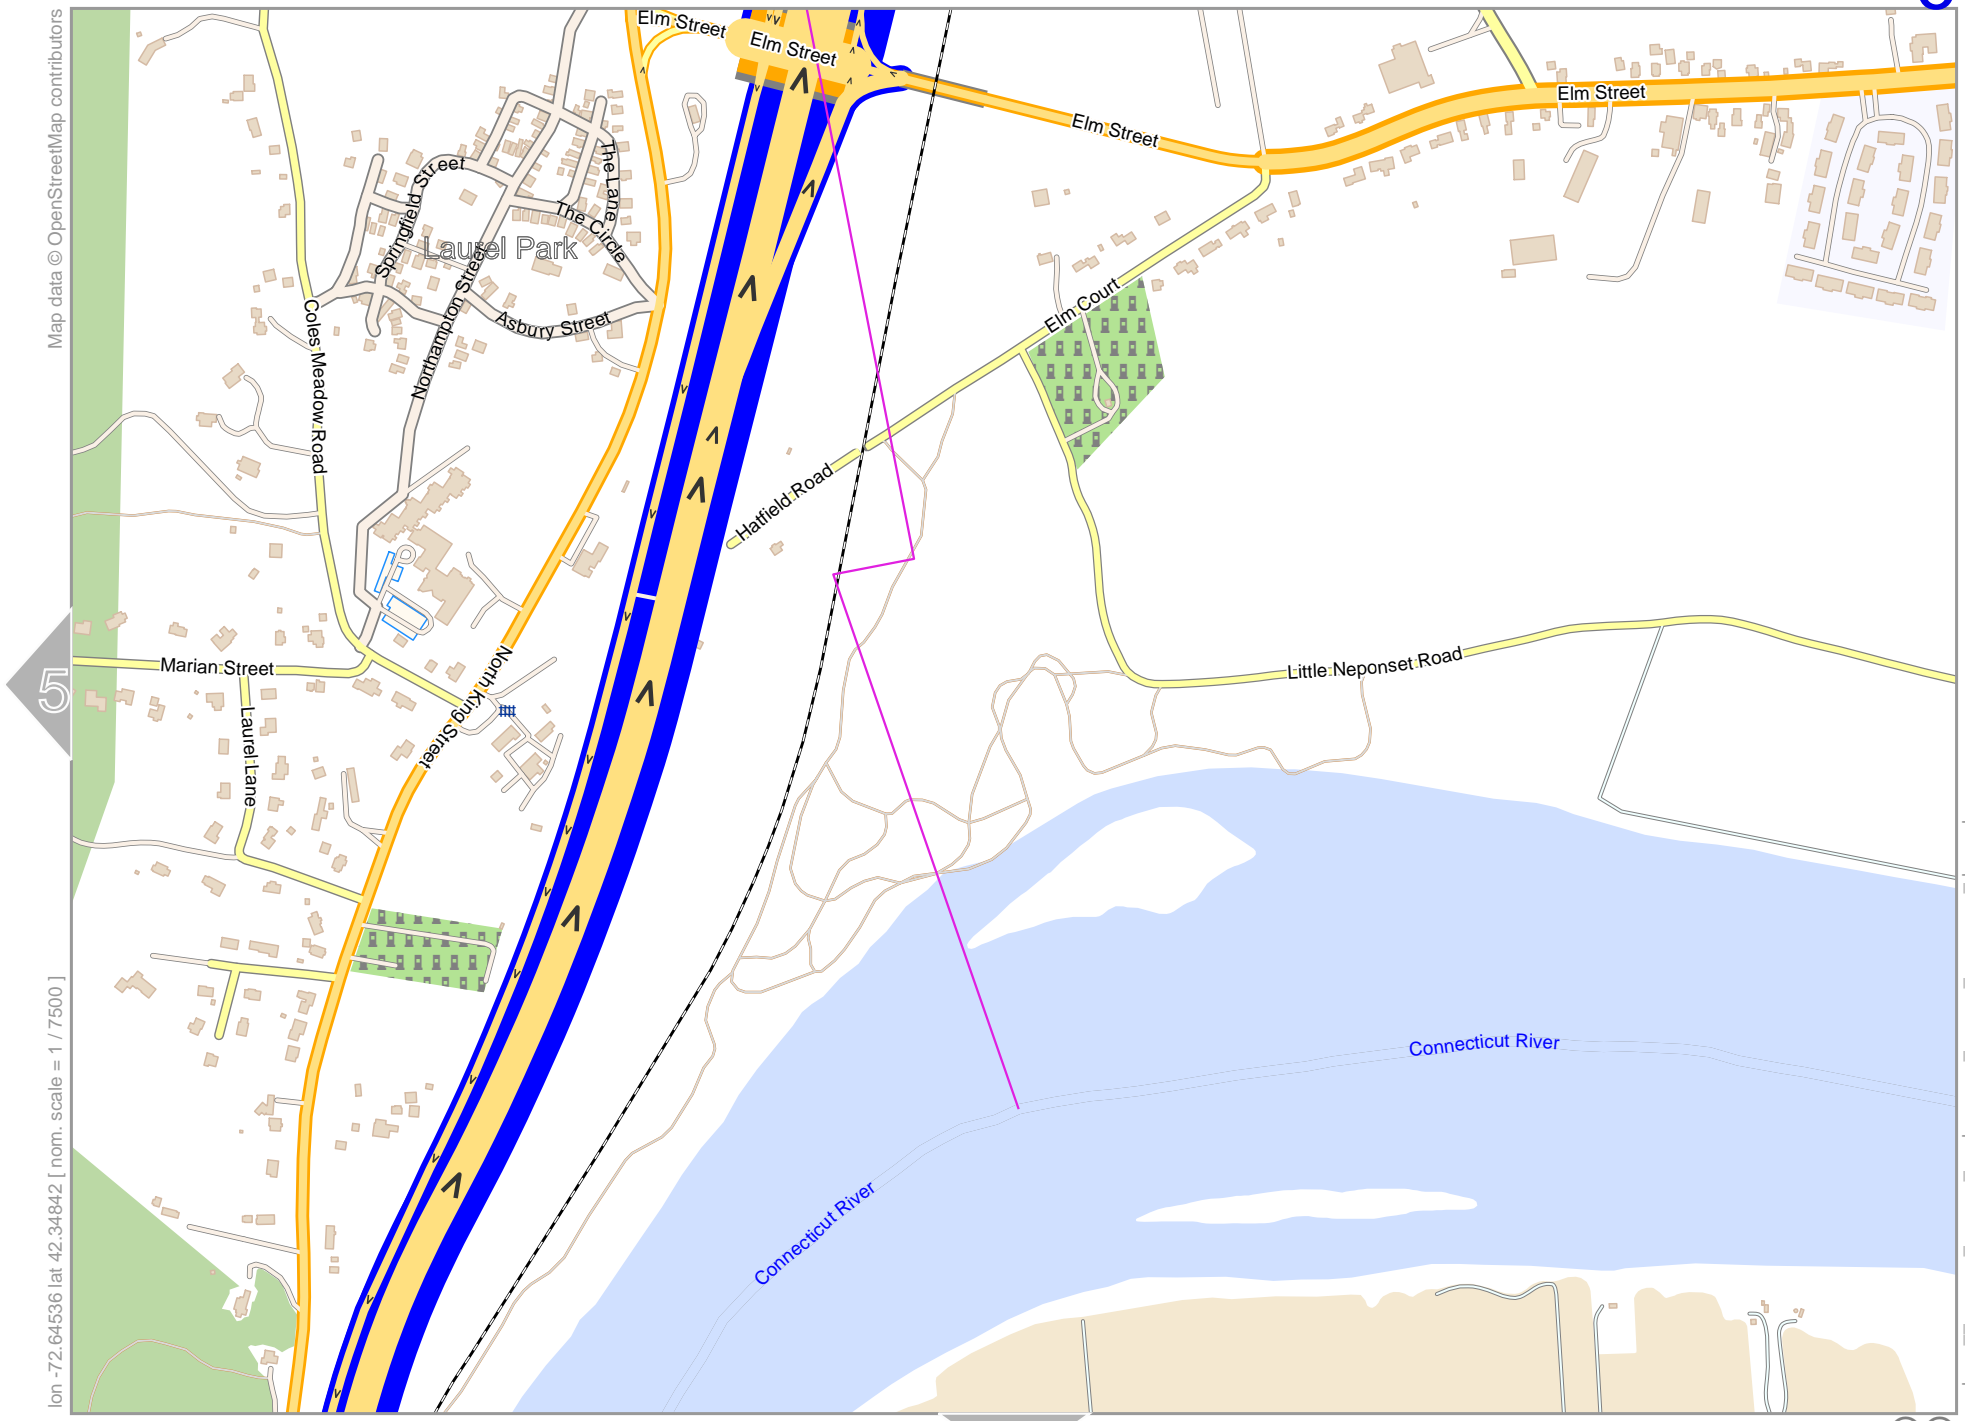 Map data © OpenStreetMap contributors
lon -72.64536 lat 42.34842 [ nom. scale = 1 / 7500 ]
Elm Street
Elm Street
Elm Street
Elm Street
The Lane
Springfield Street
The Circle
Laurel Park
Northampton Street
Asbury Street
Coles Meadow Road
Elm Court
Hatfield Road
Marian Street
5
Laurel Lane
North King Street
Little Neponset Road
Connecticut River
Connecticut River